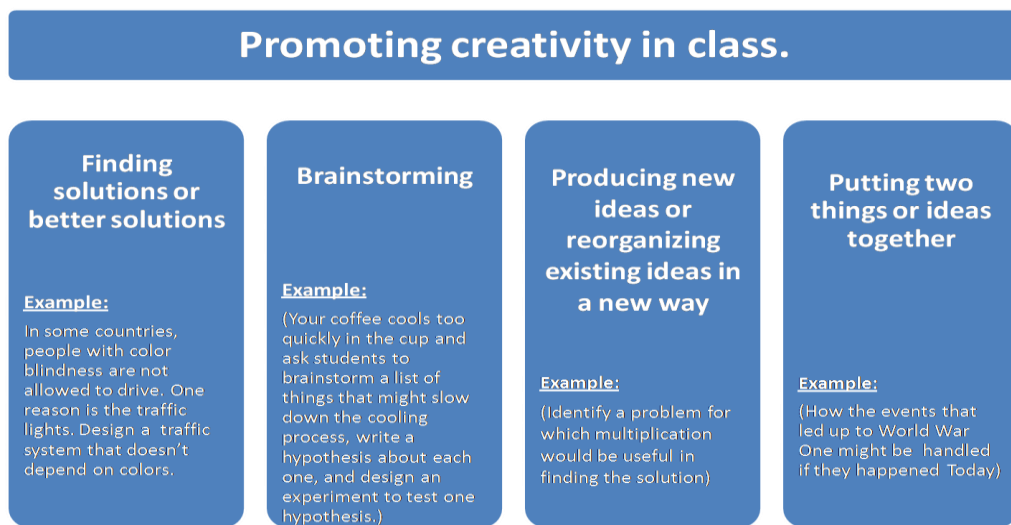 Promoting creativity in class.
Finding
solutions or
better solutions
Example:
In some countries,
people with color
blindness are not
allowed to drive. One
reason is the traffic
lights. Design a traffic
system that doesn't
depend on colors.
Brainstorming
Example:
(Your coffee cools too
quickly in the cup and
ask students to
brainstorm a list of
things that might slow
down the cooling
process, write a
hypothesis about each
one, and design an
experiment to test one
hypothesis.)
Producing new
ideas or
reorganizing
existing ideas in
a new way
Example:
(Identify a problem for
which multiplication
would be useful in
finding the solution)
Putting two
things or ideas
together
Example:
(How the events that
led up to World War
One might be handled
if they happened Today)